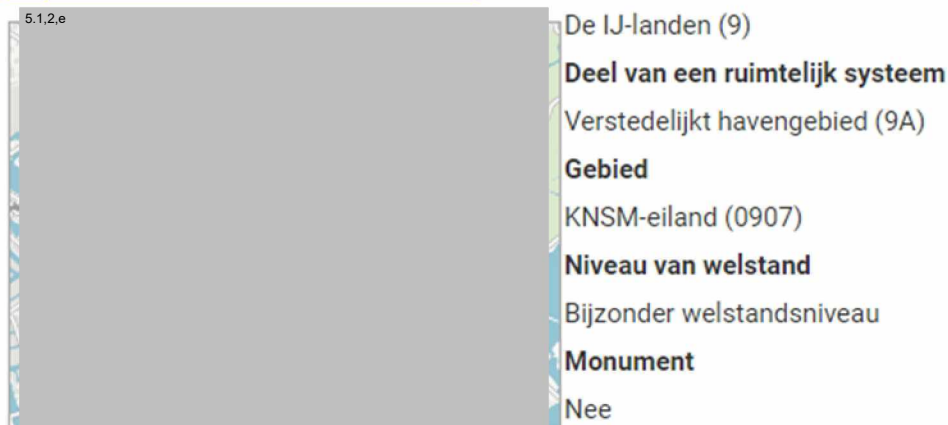 5.1,2,e
De IJ-landen (9)
Deel van een ruimtelijk systeem
Verstedelijkt havengebied (9A)
Gebied
KNSM-eiland (0907)
Niveau van welstand
Bijzonder welstandsniveau
Monument
Nee